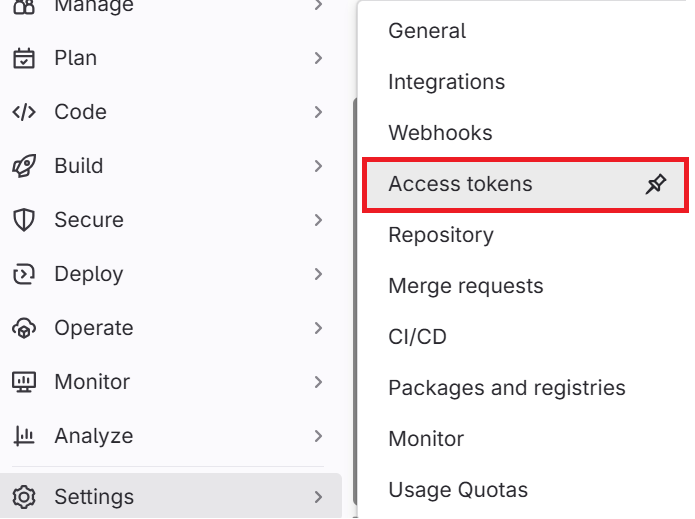 Manage
Plan
Code
Build
Secure
Deploy
Operate
Monitor
Analyze
Settings
General
Integrations
Webhooks
Access tokens
Repository
Merge requests
CI/CD
Packages and registries
Monitor
Usage Quotas